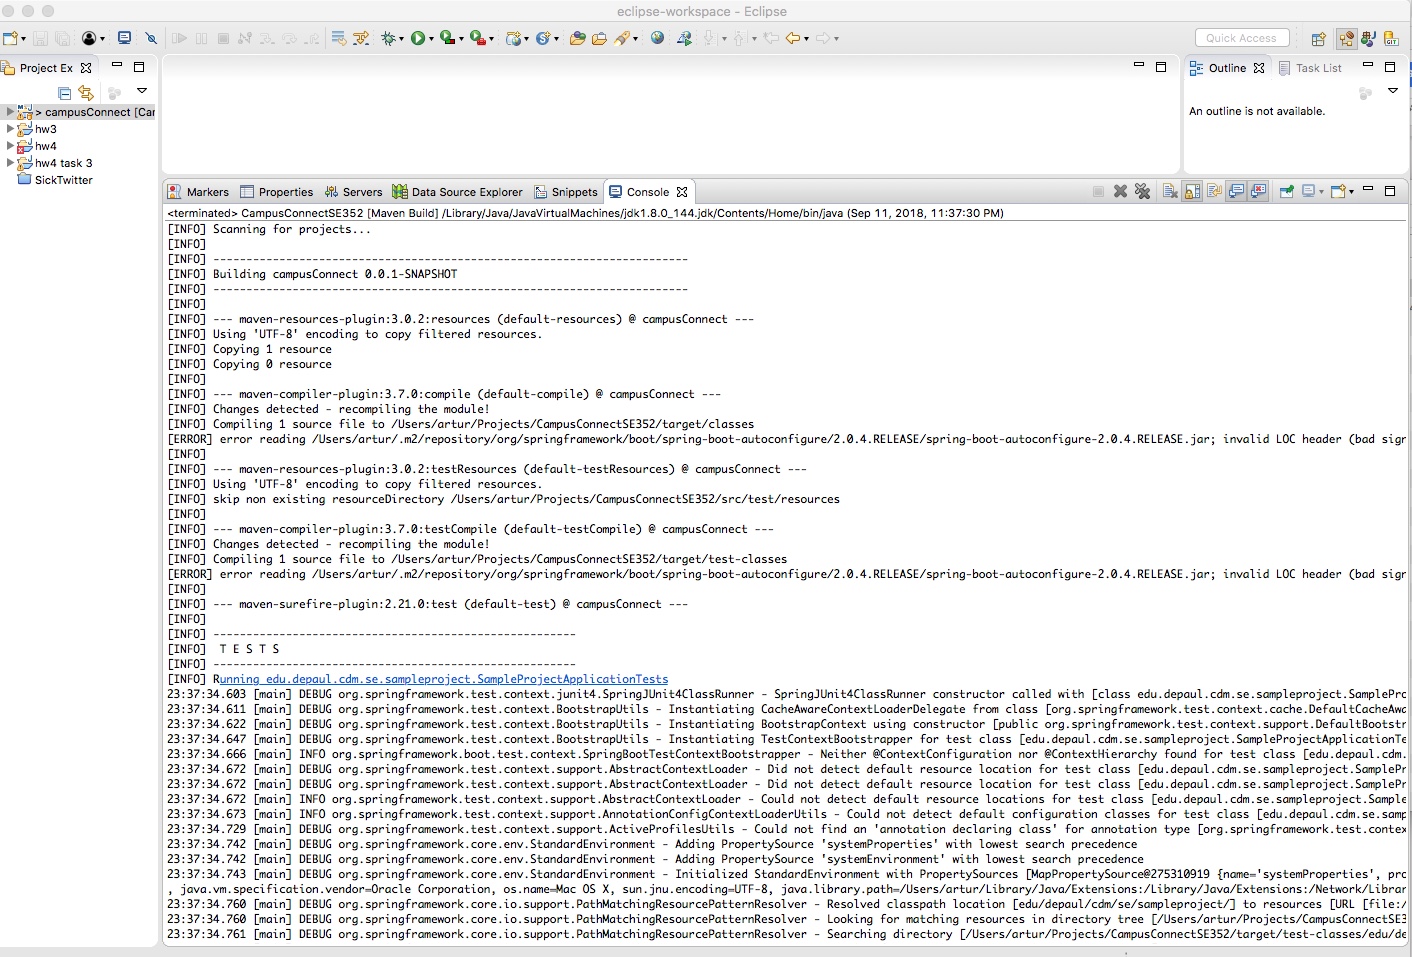 eclipse-workspace - Eclipse
Quick Access
Project Ex
Outline
Task List
An outline is not available.
> campusConnect [Car
hw3
hw4
hw4 task 3
SickTwitter
Markers Properties Servers Data Source Explorer Snippets Console
<terminated> CampusConnectSE352 [Maven Build] /Library/Java/JavaVirtualMachines/jdk1.8.0_144.jdk/Contents/Home/bin/java (Sep 11, 2018, 11:37:30 PM)
[INFO] Scanning for projects...
[INFO]
[INFO] ------------------------------------------------------------------------
[INFO] Building campusConnect 0.0.1-SNAPSHOT
[INFO] ------------------------------------------------------------------------
[INFO]
[INFO] --- maven-resources-plugin:3.0.2:resources (default-resources) @ campusConnect ---
[INFO] Using 'UTF-8' encoding to copy filtered resources.
[INFO] Copying 1 resource
[INFO] Copying 0 resource
[INFO]
[INFO] --- maven-compiler-plugin:3.7.0:compile (default-compile) @ campusConnect ---
[INFO] Changes detected - recompiling the module!
[INFO] Compiling 1 source file to /Users/artur/Projects/CampusConnectSE352/target/classes
[ERROR] error reading /Users/artur/.m2/repository/org/springframework/boot/spring-boot-autoconfigure/2.0.4.RELEASE/spring-boot-autoconfigure-2.0.4.RELEASE.jar; invalid LOC header (bad sign
[INFO]
[INFO] --- maven-resources-plugin:3.0.2:testResources (default-testResources) @ campusConnect ---
[INFO] Using 'UTF-8' encoding to copy filtered resources.
[INFO] skip non existing resourceDirectory /Users/artur/Projects/CampusConnectSE352/src/test/resources
[INFO]
[INFO] --- maven-compiler-plugin:3.7.0:testCompile (default-testCompile) @ campusConnect ---
[INFO] Changes detected - recompiling the module!
[INFO] Compiling 1 source file to /Users/artur/Projects/CampusConnectSE352/target/test-classes
[ERROR] error reading /Users/artur/.m2/repository/org/springframework/boot/spring-boot-autoconfigure/2.0.4.RELEASE/spring-boot-autoconfigure-2.0.4.RELEASE.jar; invalid LOC header (bad sign
[INFO]
[INFO] --- maven-surefire-plugin:2.21.0:test (default-test) @ campusConnect ---
[INFO]
[INFO] -------------------------------------------------------
[INFO]  T E S T S
[INFO] -------------------------------------------------------
[INFO] Running edu.depaul.cdm.se.sampleproject.SampleProjectApplicationTests
23:37:34.603 [main] DEBUG org.springframework.test.context.junit4.SpringJUnit4ClassRunner - SpringJUnit4ClassRunner constructor called with [class edu.depaul.cdm.se.sampleproject.SamplePro
23:37:34.611 [main] DEBUG org.springframework.test.context.BootstrapUtils - Instantiating CacheAwareContextLoaderDelegate from class [org.springframework.test.context.cache.DefaultCacheAwa
23:37:34.622 [main] DEBUG org.springframework.test.context.BootstrapUtils - Instantiating BootstrapContext using constructor [public org.springframework.test.context.support.DefaultBootstr
23:37:34.647 [main] DEBUG org.springframework.test.context.BootstrapUtils - Instantiating TestContextBootstrapper for test class [edu.depaul.cdm.se.sampleproject.SampleProjectApplicationTe
23:37:34.666 [main] INFO org.springframework.boot.test.context.SpringBootTestContextBootstrapper - Neither @ContextConfiguration nor @ContextHierarchy found for test class [edu.depaul.cdm.
23:37:34.672 [main] DEBUG org.springframework.test.context.support.AbstractContextLoader - Did not detect default resource location for test class [edu.depaul.cdm.se.sampleproject.SamplePr
23:37:34.672 [main] DEBUG org.springframework.test.context.support.AbstractContextLoader - Did not detect default resource location for test class [edu.depaul.cdm.se.sampleproject.SamplePr
23:37:34.672 [main] INFO org.springframework.test.context.support.AbstractContextLoader - Could not detect default resource locations for test class [edu.depaul.cdm.se.sampleproject.Sample
23:37:34.673 [main] INFO org.springframework.test.context.support.AnnotationConfigContextLoaderUtils - Could not detect default configuration classes for test class [edu.depaul.cdm.se.samp
23:37:34.729 [main] DEBUG org.springframework.test.context.support.ActiveProfilesUtils - Could not find an 'annotation declaring class' for annotation type [org.springframework.test.contex
23:37:34.742 [main] DEBUG org.springframework.core.env.StandardEnvironment - Adding PropertySource 'systemProperties' with lowest search precedence
23:37:34.742 [main] DEBUG org.springframework.core.env.StandardEnvironment - Adding PropertySource 'systemEnvironment' with lowest search precedence
23:37:34.743 [main] DEBUG org.springframework.core.env.StandardEnvironment - Initialized StandardEnvironment with PropertySources [MapPropertySource@275310919 {name='systemProperties', pro
, java.vm.specification.vendor=Oracle Corporation, os.name=Mac OS X, sun.jnu.encoding=UTF-8, java.library.path=/Users/artur/Library/Java/Extensions:/Library/Java/Extensions:/Network/Librar
23:37:34.760 [main] DEBUG org.springframework.core.io.support.PathMatchingResourcePatternResolver - Resolved classpath location [edu/depaul/cdm/se/sampleproject/] to resources [URL [file:/
23:37:34.760 [main] DEBUG org.springframework.core.io.support.PathMatchingResourcePatternResolver - Looking for matching resources in directory tree [/Users/artur/Projects/CampusConnectSE3
23:37:34.761 [main] DEBUG org.springframework.core.io.support.PathMatchingResourcePatternResolver - Searching directory [/Users/artur/Projects/CampusConnectSE352/target/test-classes/edu/de